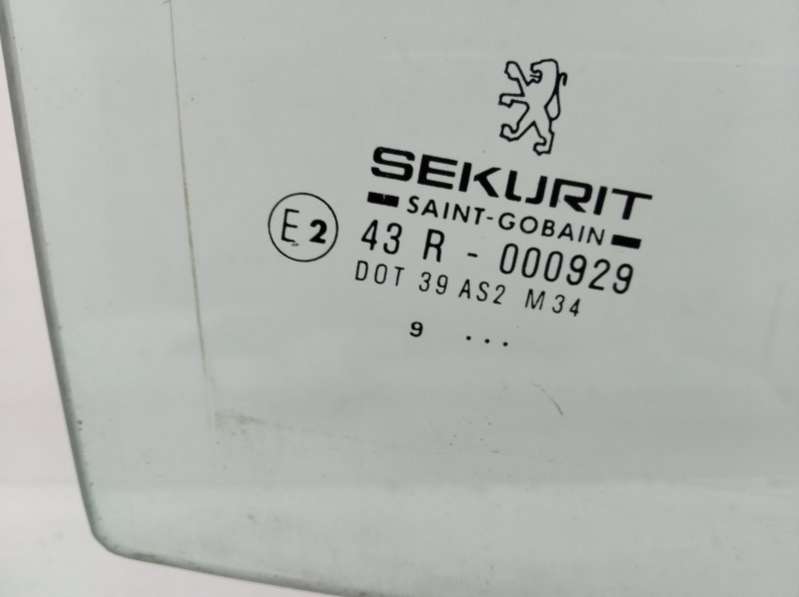 SEKURIT
SAINT-GOBAIN
E2 43 R - 000929
DOT 39 AS2 M34
9 ...